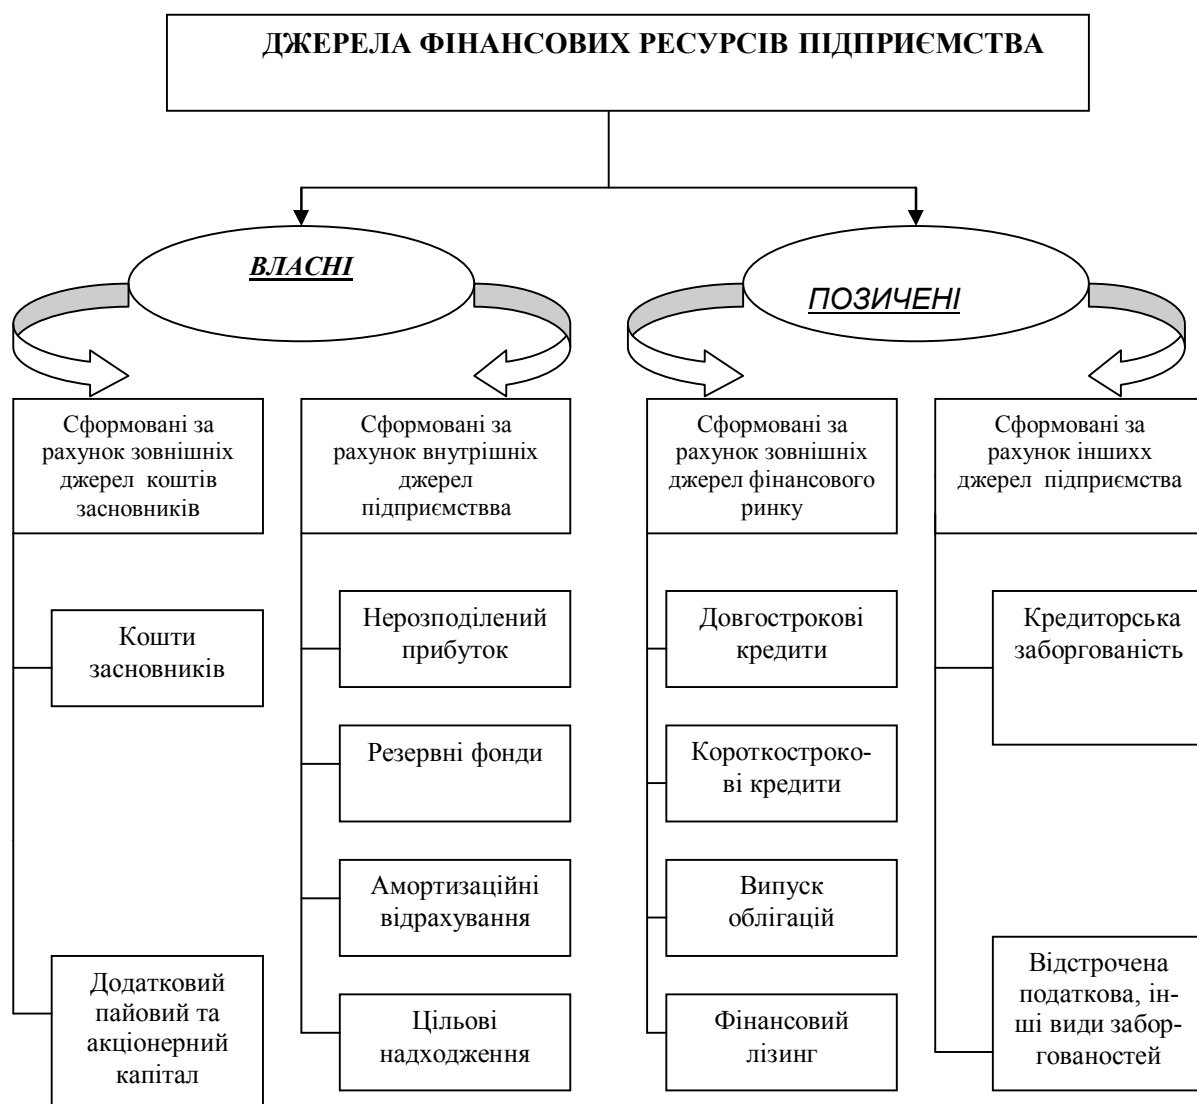 ДЖЕРЕЛА ФІНАНСОВИХ РЕСУРСІВ ПІДПРИЄМСТВА
ВЛАСНІ
ПОЗИЧЕНІ
Сформовані за
рахунок зовнішніх
джерел коштів
засновників
Сформовані за
рахунок внутрішніх
джерел
підприємствва
Сформовані за
рахунок зовнішніх
джерел фінансового
ринку
Сформовані за
рахунок іншихх
джерел підприємства
Кошти
засновників
Додатковий
пайовий та
акціонерний
капітал
Нерозподілений
прибуток
Резервні фонди
Амортизаційні
відрахування
Цільові
надходження
Довгострокові
кредити
Короткостроко-
ві кредити
Випуск
облігацій
Фінансовий
лізинг
Кредиторська
заборгованість
Відстрочена
податкова, ін-
ші види забор-
гованостей